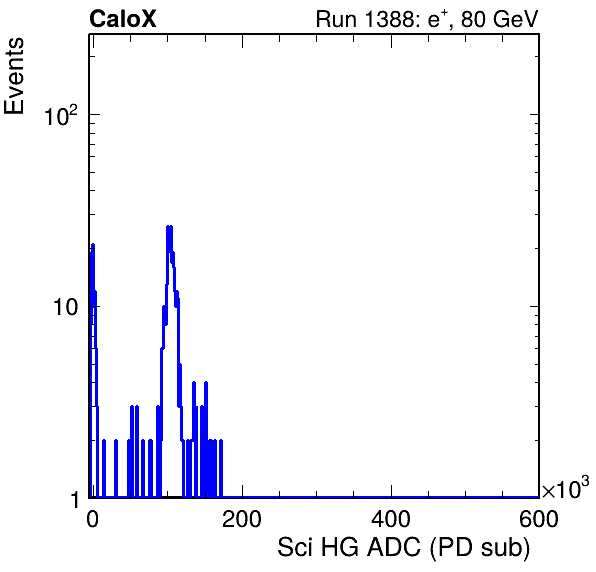 CaloX Run 1388: e⁺, 80 GeV
Events
10²
10
1
0 200 400 600
×10³
Sci HG ADC (PD sub)